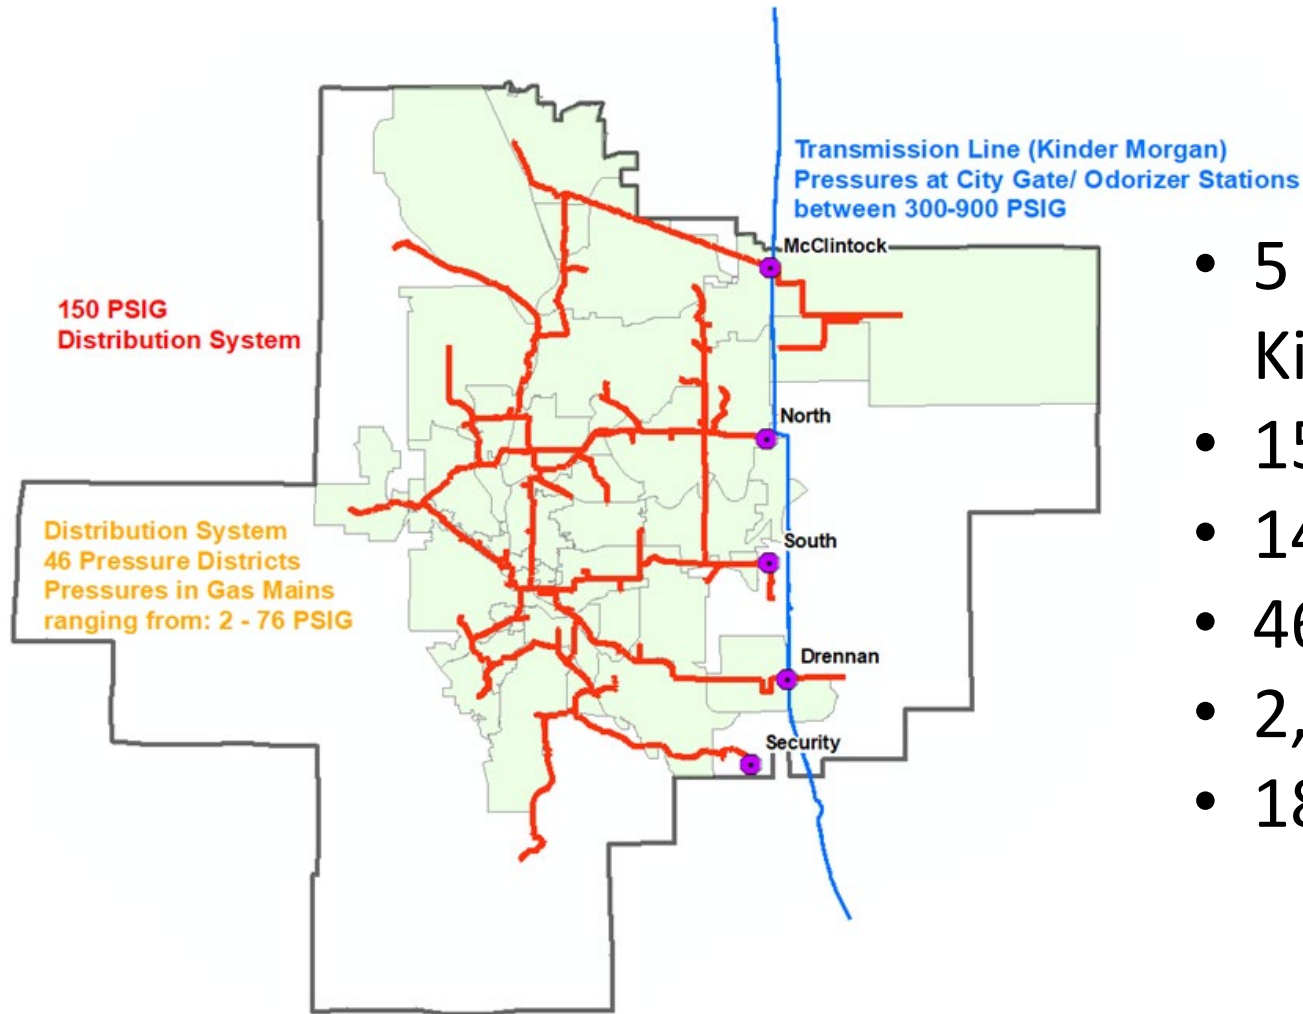 Transmission Line (Kinder Morgan)
Pressures at City Gate/ Odorizer Stations
between 300-900 PSIG
McClintock
150 PSIG
Distribution System
North
Distribution System
46 Pressure Districts
Pressures in Gas Mains
ranging from: 2 - 76 PSIG
South
Drennan
Security
• 5
Ki
• 15
• 14
• 46
• 2,
• 18